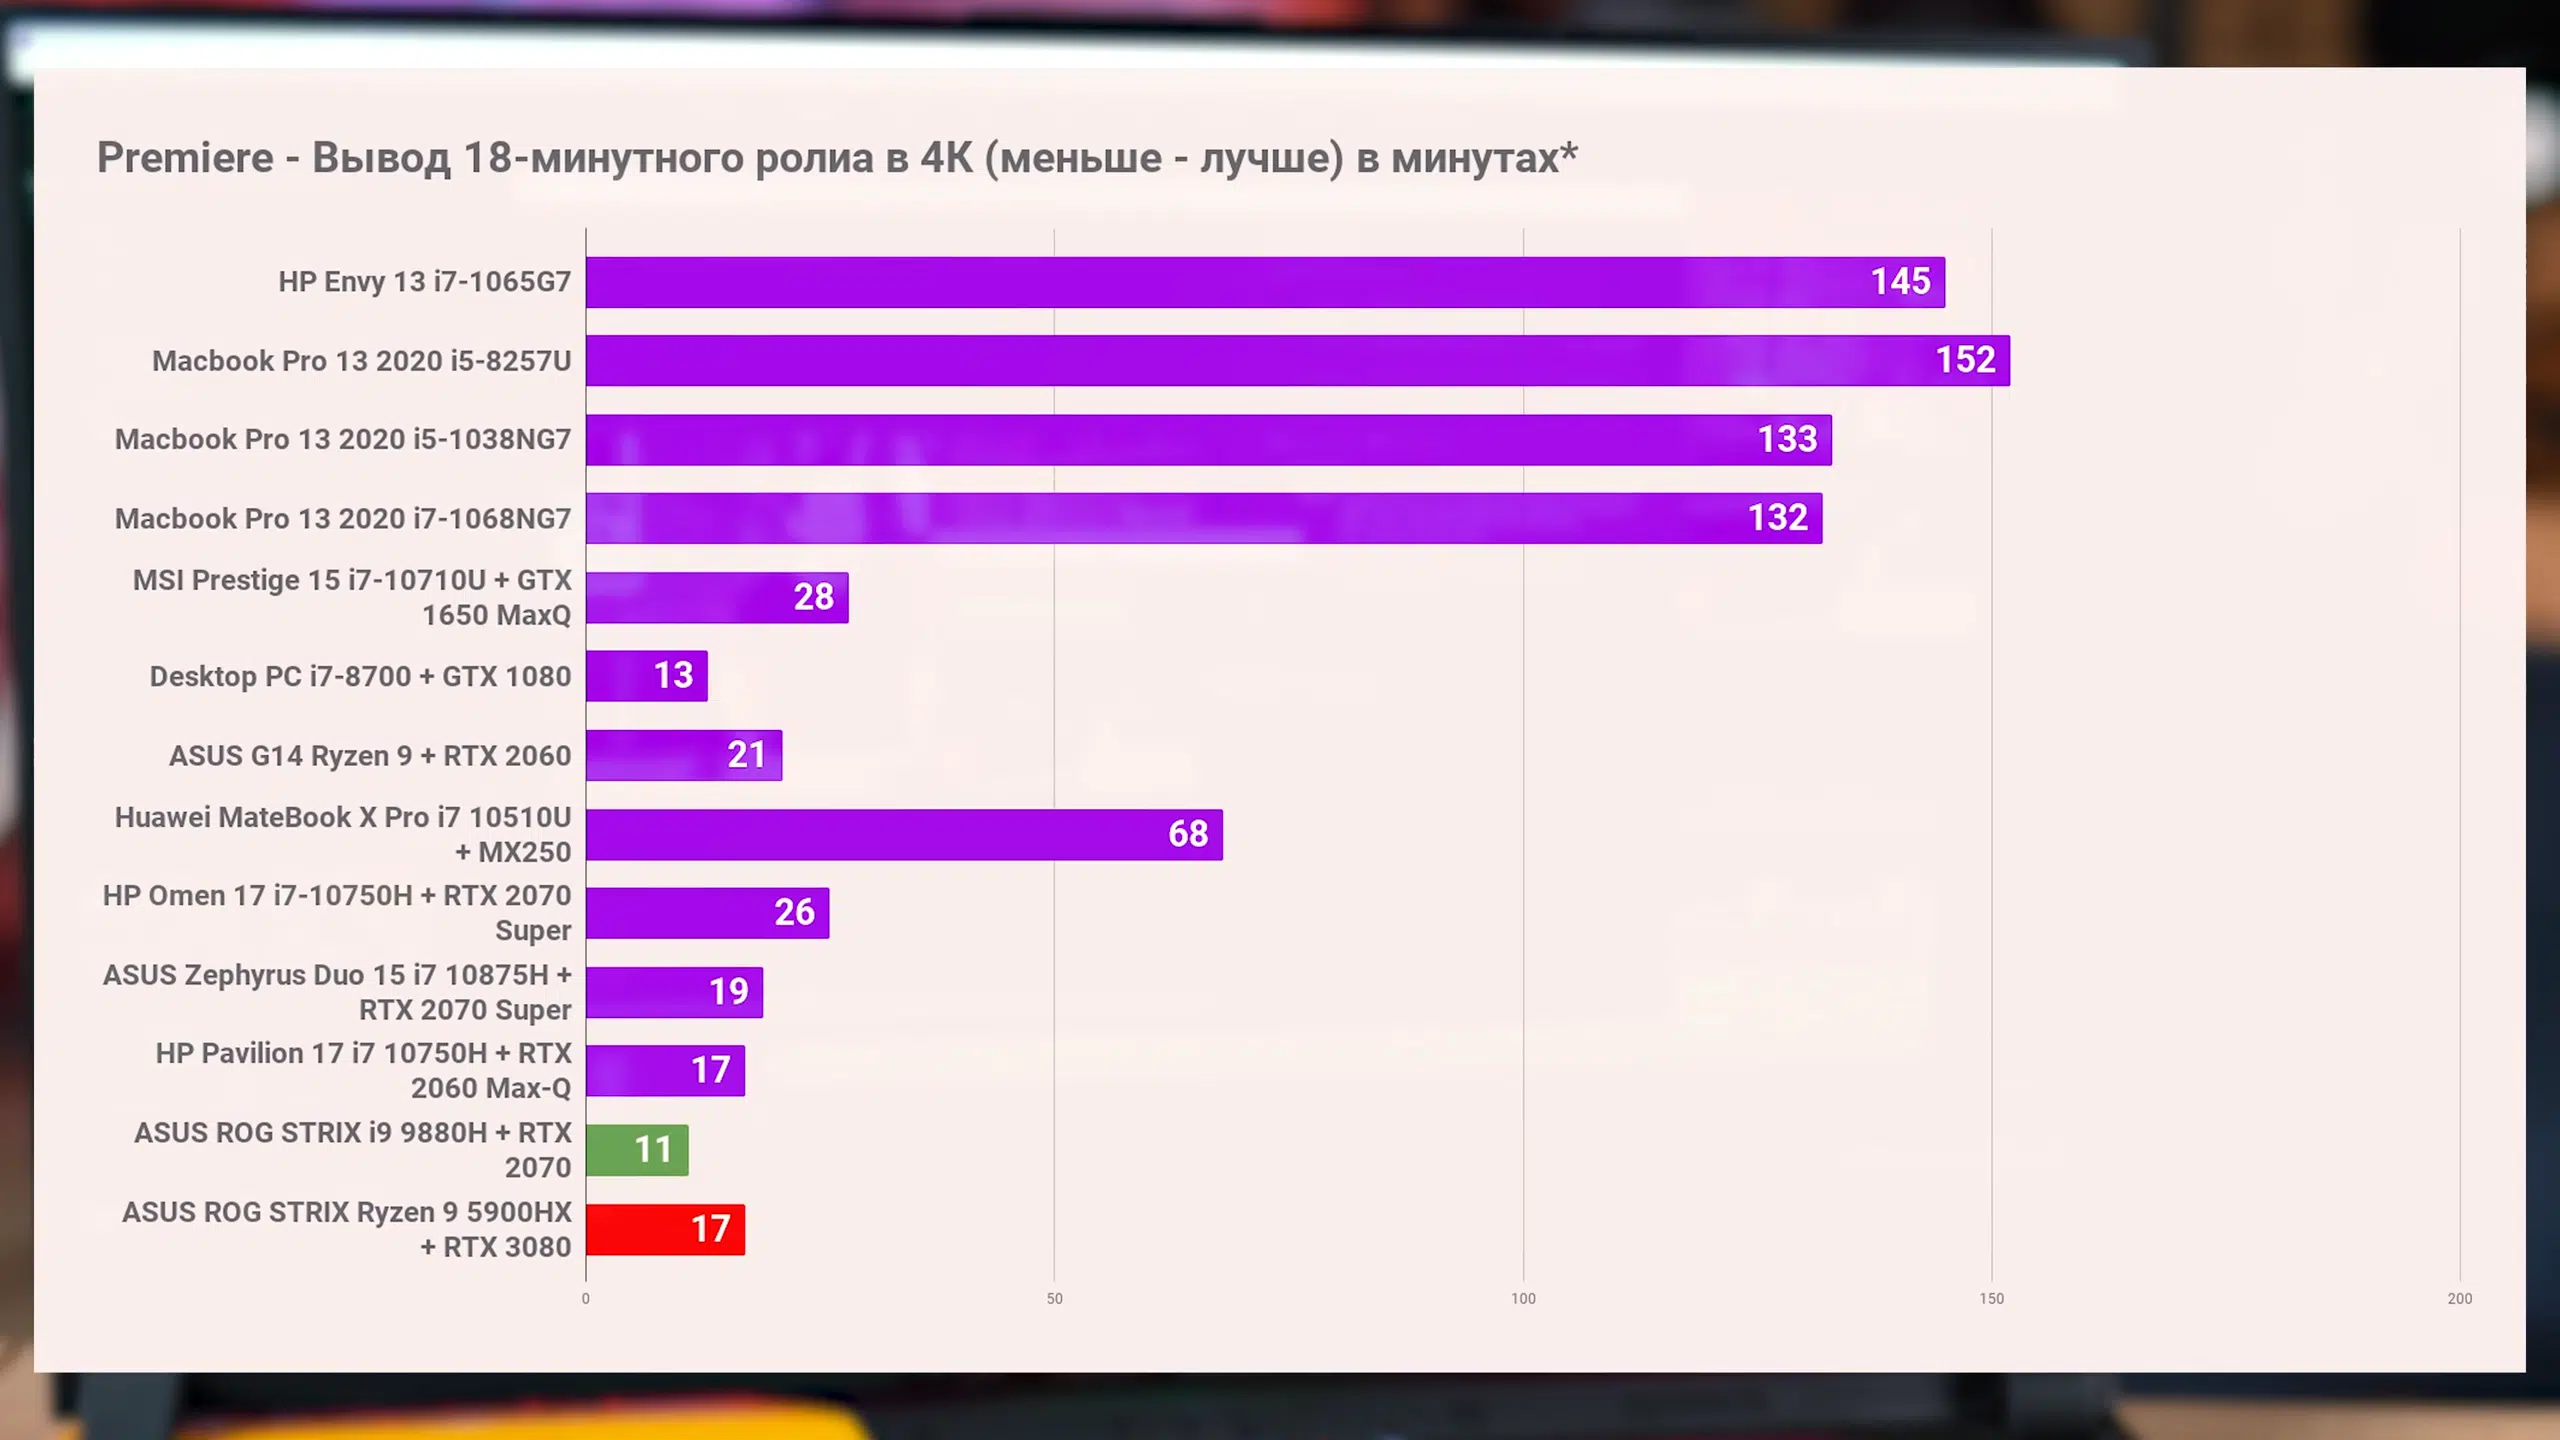 Premiere - Вывод 18-минутного ролиа в 4К (меньше - лучше) в минутах*
HP Envy 13 i7-1065G7
145
Macbook Pro 13 2020 i5-8257U
152
Macbook Pro 13 2020 i5-1038NG7
133
Macbook Pro 13 2020 i7-1068NG7
132
MSI Prestige 15 i7-10710U + GTX
1650 MaxQ
28
Desktop PC i7-8700 + GTX 1080
13
ASUS G14 Ryzen 9 + RTX 2060
21
Huawei MateBook X Pro i7 10510U
+ MX250
68
HP Omen 17 i7-10750H + RTX 2070
Super
26
ASUS Zephyrus Duo 15 i7 10875H +
RTX 2070 Super
19
HP Pavilion 17 i7 10750H + RTX
2060 Max-Q
17
ASUS ROG STRIX i9 9880H + RTX
2070
11
ASUS ROG STRIX Ryzen 9 5900HX
+ RTX 3080
17
0 50 100 150 200